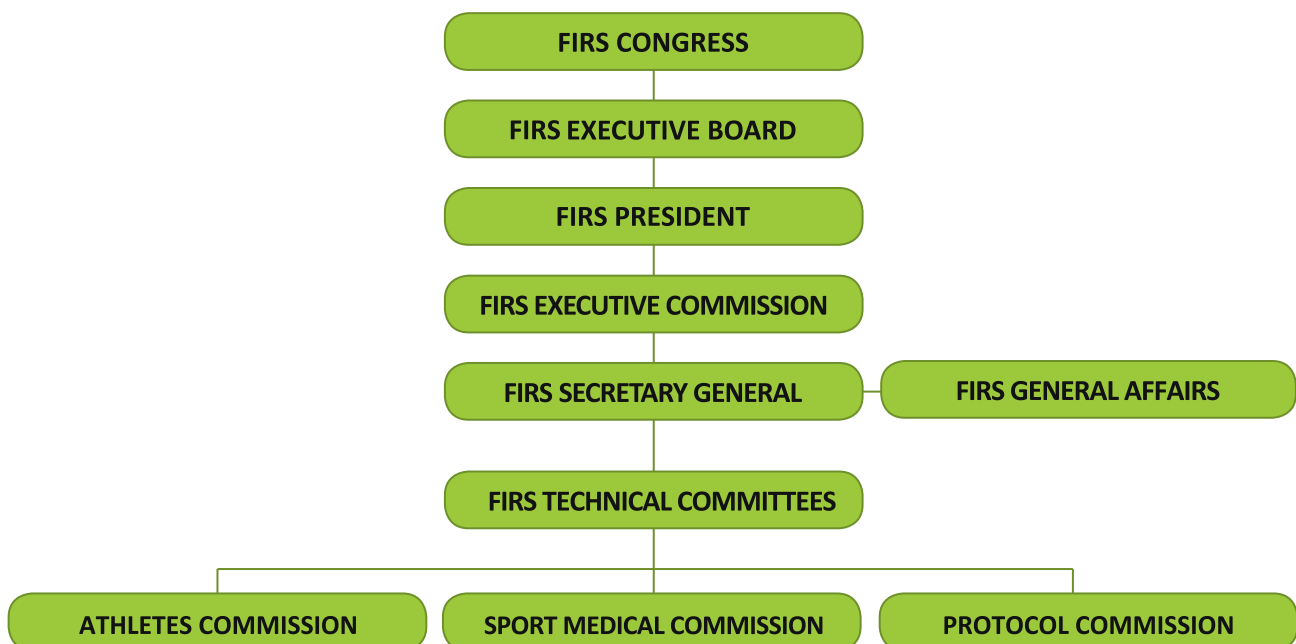 FIRS CONGRESS
FIRS EXECUTIVE BOARD
FIRS PRESIDENT
FIRS EXECUTIVE COMMISSION
FIRS SECRETARY GENERAL
FIRS GENERAL AFFAIRS
FIRS TECHNICAL COMMITTEES
ATHLETES COMMISSION
SPORT MEDICAL COMMISSION
PROTOCOL COMMISSION